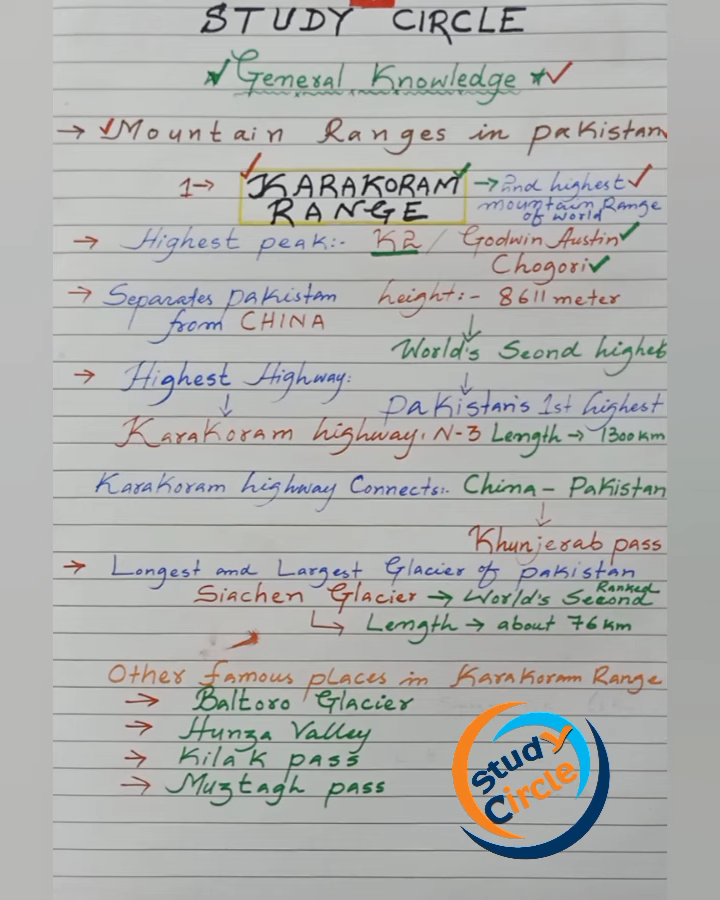 STUDY CIRCLE
General Knowledge
→ Mountain Ranges in pakistan
1→ KARAKORAM RANGE → 2nd highest mountain Range of world
→ Highest peak:- K2 / Godwin Austin
Chogori
→ Separates pakistan from CHINA
height:- 8611 meter
↓
World's Seond highest
↓
Pakistan's 1st highest
→ Highest Highway:
↓
Karakoram highway. N-3 Length → 1300 km
Karakoram highway Connects:- China - Pakistan
↓
Khunjerab pass
→ Longest and Largest Glacier of pakistan
Siachen Glacier → World's Second Ranked
↳ Length → about 76 km
Other famous places in Karakoram Range
→ Baltoro Glacier
→ Hunza Valley
→ Kilak pass
→ Muztagh pass
Study
Circle